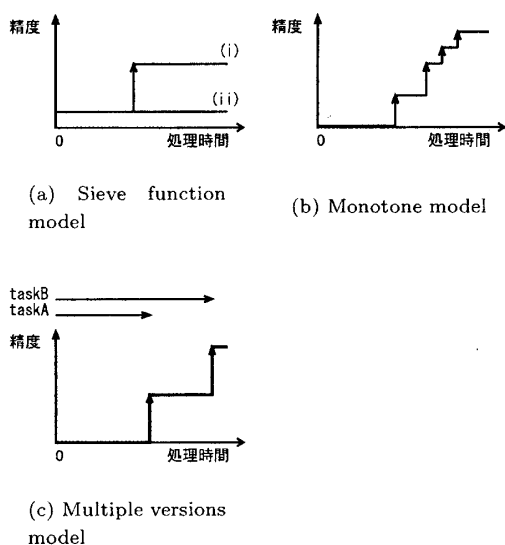 精度
(i)
(ii)
0
処理時間
(a) Sieve function
model
精度
0
処理時間
(b) Monotone model
taskB
taskA
精度
0
処理時間
(c) Multiple versions
model